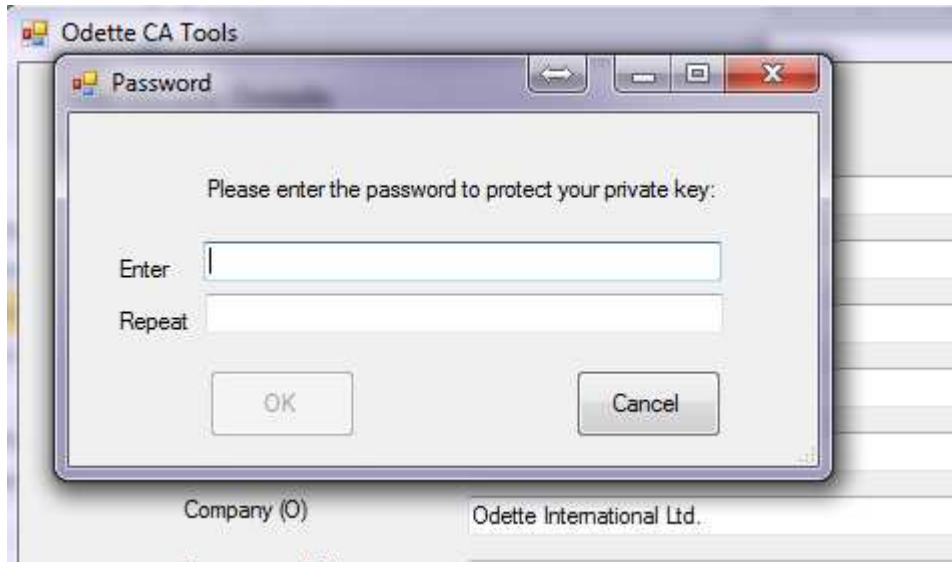 Odette CA Tools
Password
Please enter the password to protect your private key:
Enter
Repeat
OK
Cancel
Company (O)
Odette International Ltd.